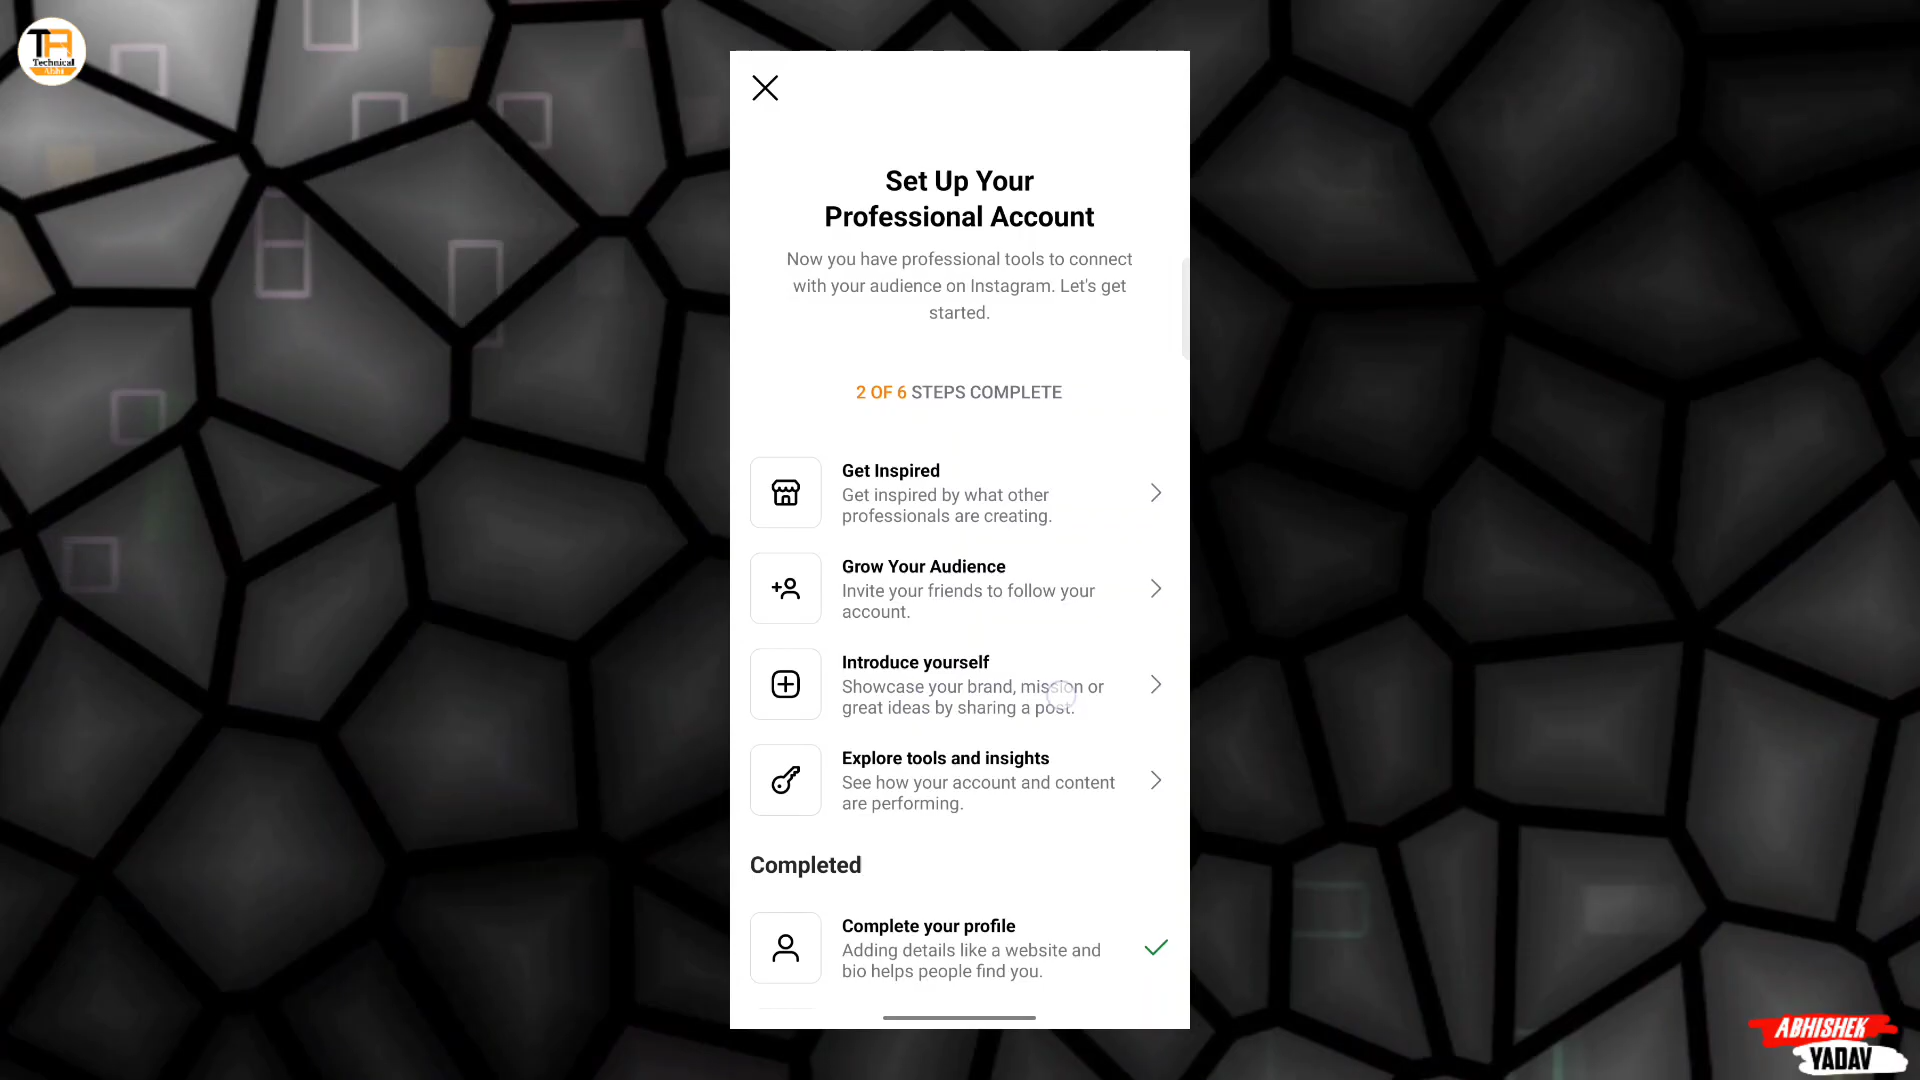 TA
Technical
Abhi
Set Up Your
Professional Account
Now you have professional tools to connect
with your audience on Instagram. Let's get
started.
2 OF 6 STEPS COMPLETE
Get Inspired
Get inspired by what other
professionals are creating.
Grow Your Audience
Invite your friends to follow your
account.
Introduce yourself
Showcase your brand, mission or
great ideas by sharing a post.
Explore tools and insights
See how your account and content
are performing.
Completed
Complete your profile
Adding details like a website and
bio helps people find you.
ABHISHEK
YADAV